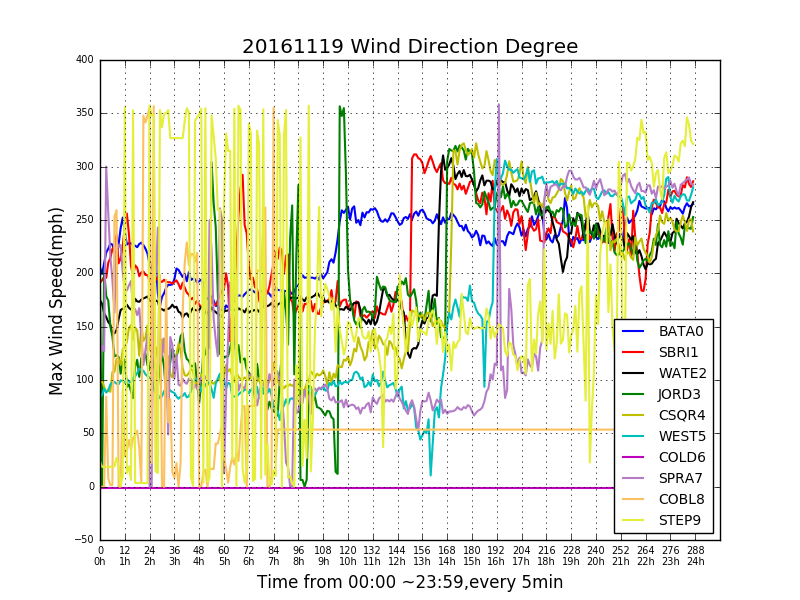 20161119 Wind Direction Degree
400
350
300
250
200
150
100
50
0
−50
Max Wind Speed(mph)
BATA0
SBRI1
WATE2
JORD3
CSQR4
WEST5
COLD6
SPRA7
COBL8
STEP9
0 12 24 36 48 60 72 84 96 108 120 132 144 156 168 180 192 204 216 228 240 252 264 276 288
0h 1h 2h 3h 4h 5h 6h 7h 8h 9h 10h 11h 12h 13h 14h 15h 16h 17h 18h 19h 20h 21h 22h 23h 24h
Time from 00:00 ~23:59,every 5min